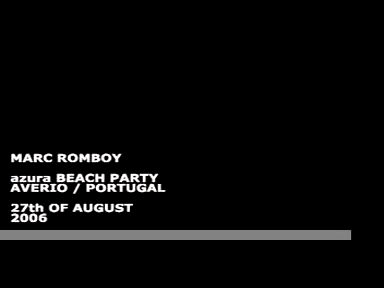 MARC ROMBOY
azura BEACH PARTY
AVERIO / PORTUGAL
27th OF AUGUST
2006